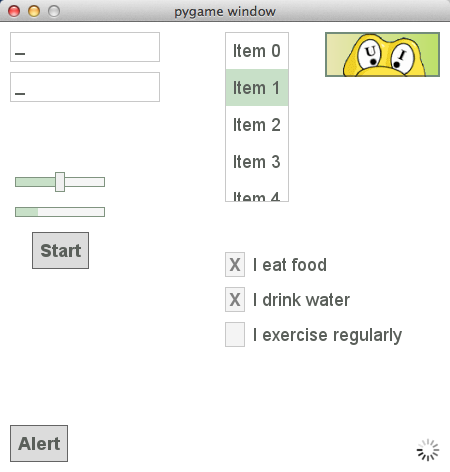 pygame window
_
_
Item 0
Item 1
Item 2
Item 3
Item 4
U I
Start
X I eat food
X I drink water
I exercise regularly
Alert